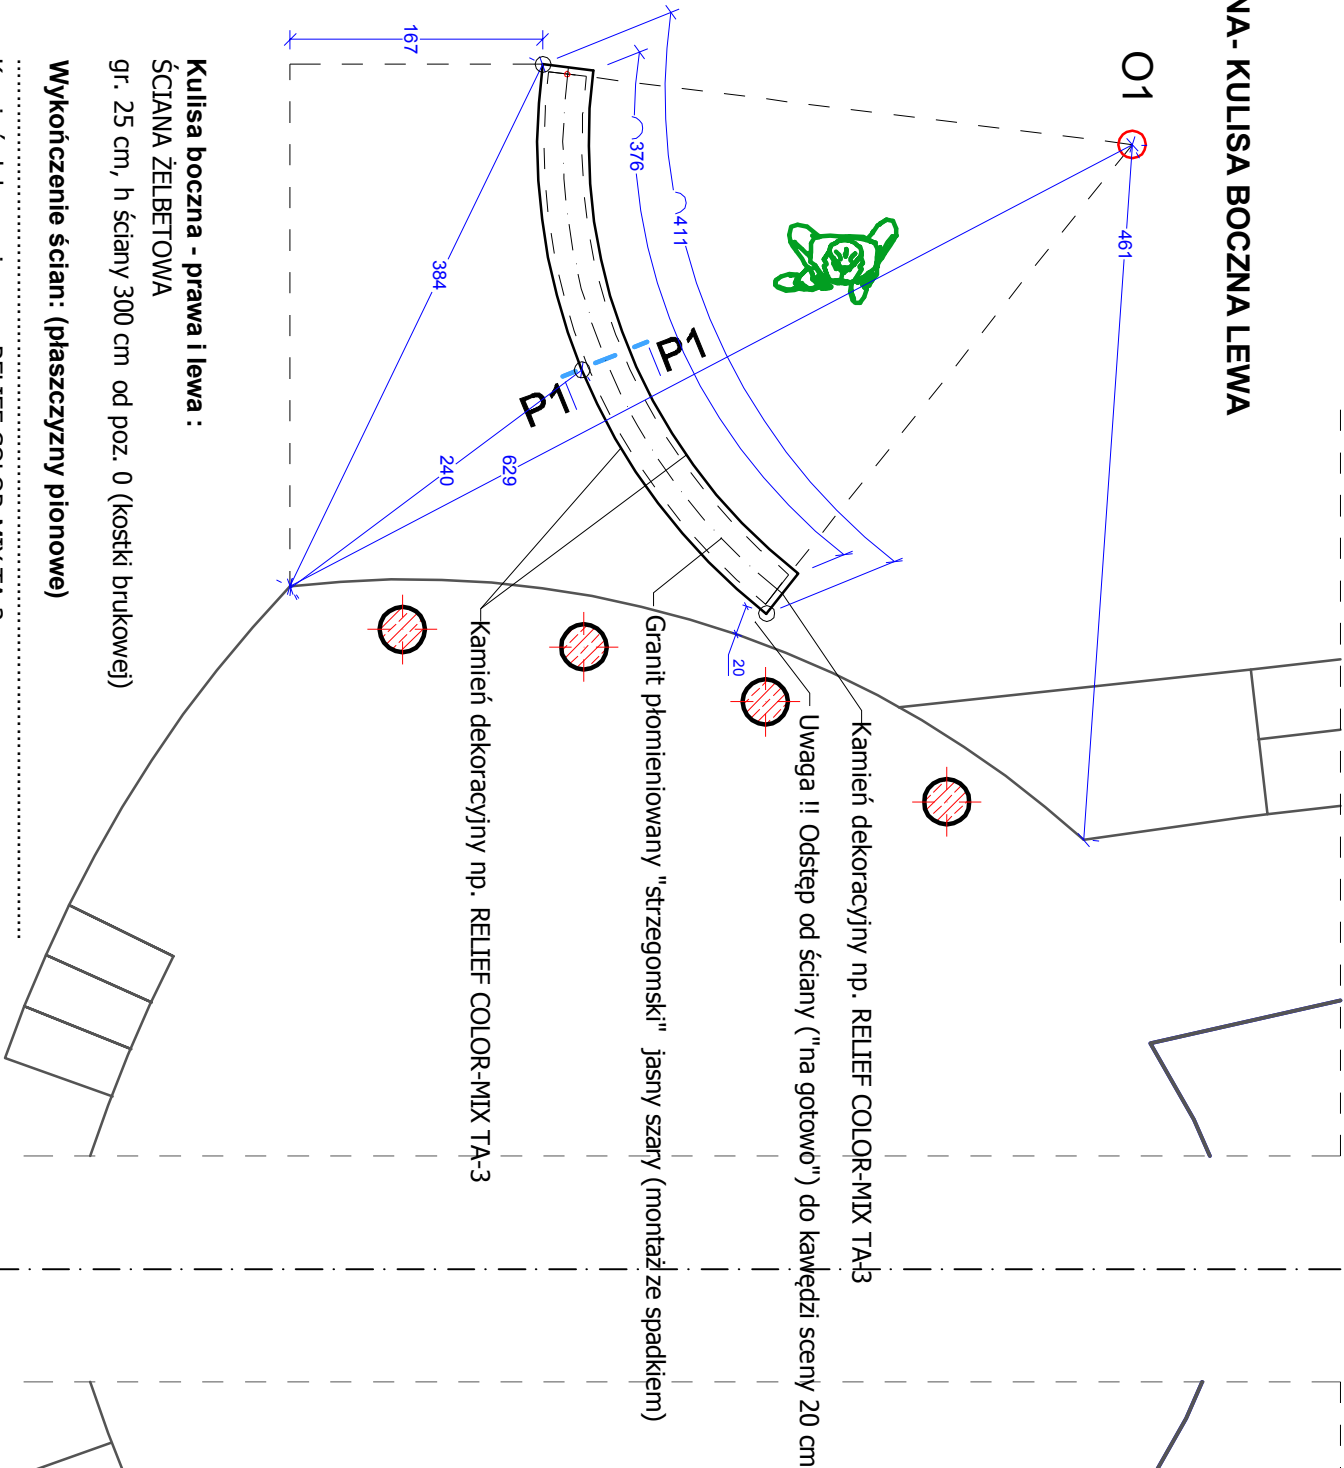 NA- KULISA BOCZNA LEWA
O1
461
411
376
167
384
240
629
P1
P1
20
Kamień dekoracyjny np. RELIEF COLOR-MIX TA-3
Uwaga !! Odstęp od ściany ("na gotowo") do kawędzi sceny 20 cm
Granit płomieniowany "strzegomski" jasny szary (montaż ze spadkiem)
Kamień dekoracyjny np. RELIEF COLOR-MIX TA-3
Kulisa boczna - prawa i lewa :
ŚCIANA ŻELBETOWA
gr. 25 cm, h ściany 300 cm od poz. 0 (kostki brukowej)
Wykończenie ścian: (płaszczyzny pionowe)